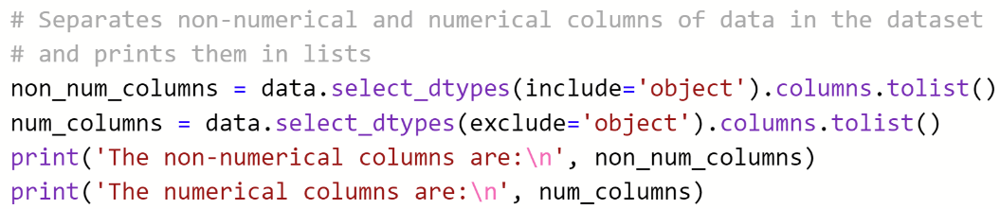 # Separates non-numerical and numerical columns of data in the dataset
# and prints them in lists
non_num_columns = data.select_dtypes(include='object').columns.tolist()
num_columns = data.select_dtypes(exclude='object').columns.tolist()
print('The non-numerical columns are:\n', non_num_columns)
print('The numerical columns are:\n', num_columns)